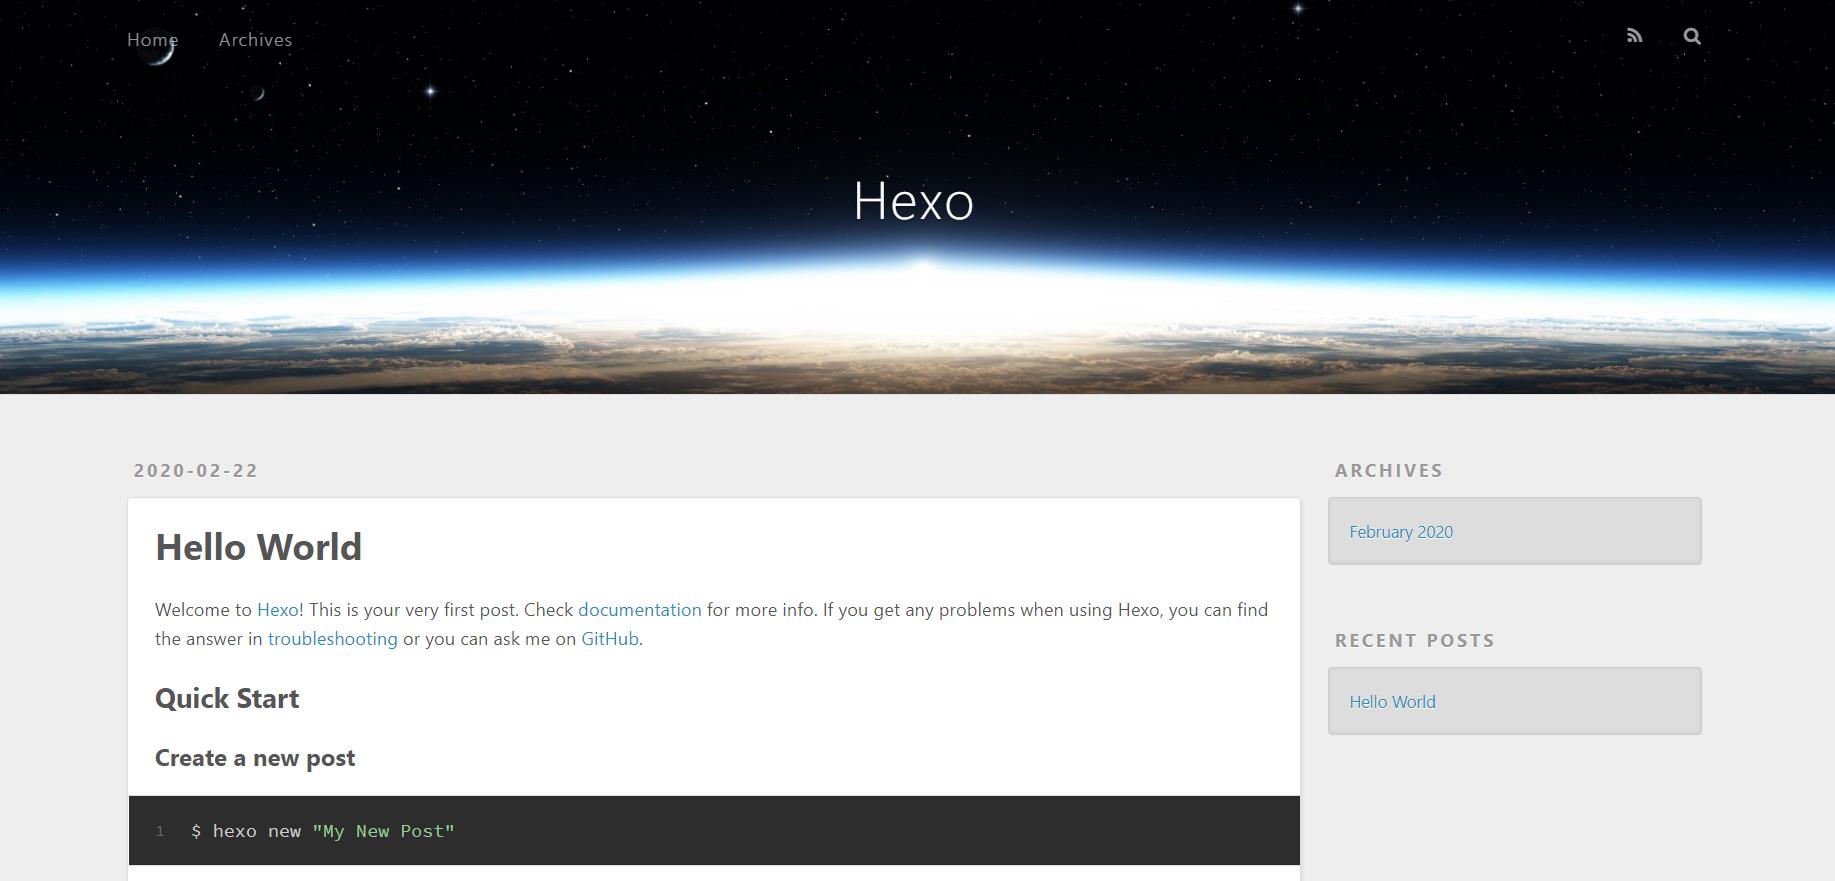 Home Archives
Hexo
2020-02-22
Hello World
Welcome to Hexo! This is your very first post. Check documentation for more info. If you get any problems when using Hexo, you can find
the answer in troubleshooting or you can ask me on GitHub.
Quick Start
Create a new post
1 $ hexo new "My New Post"
ARCHIVES
February 2020
RECENT POSTS
Hello World